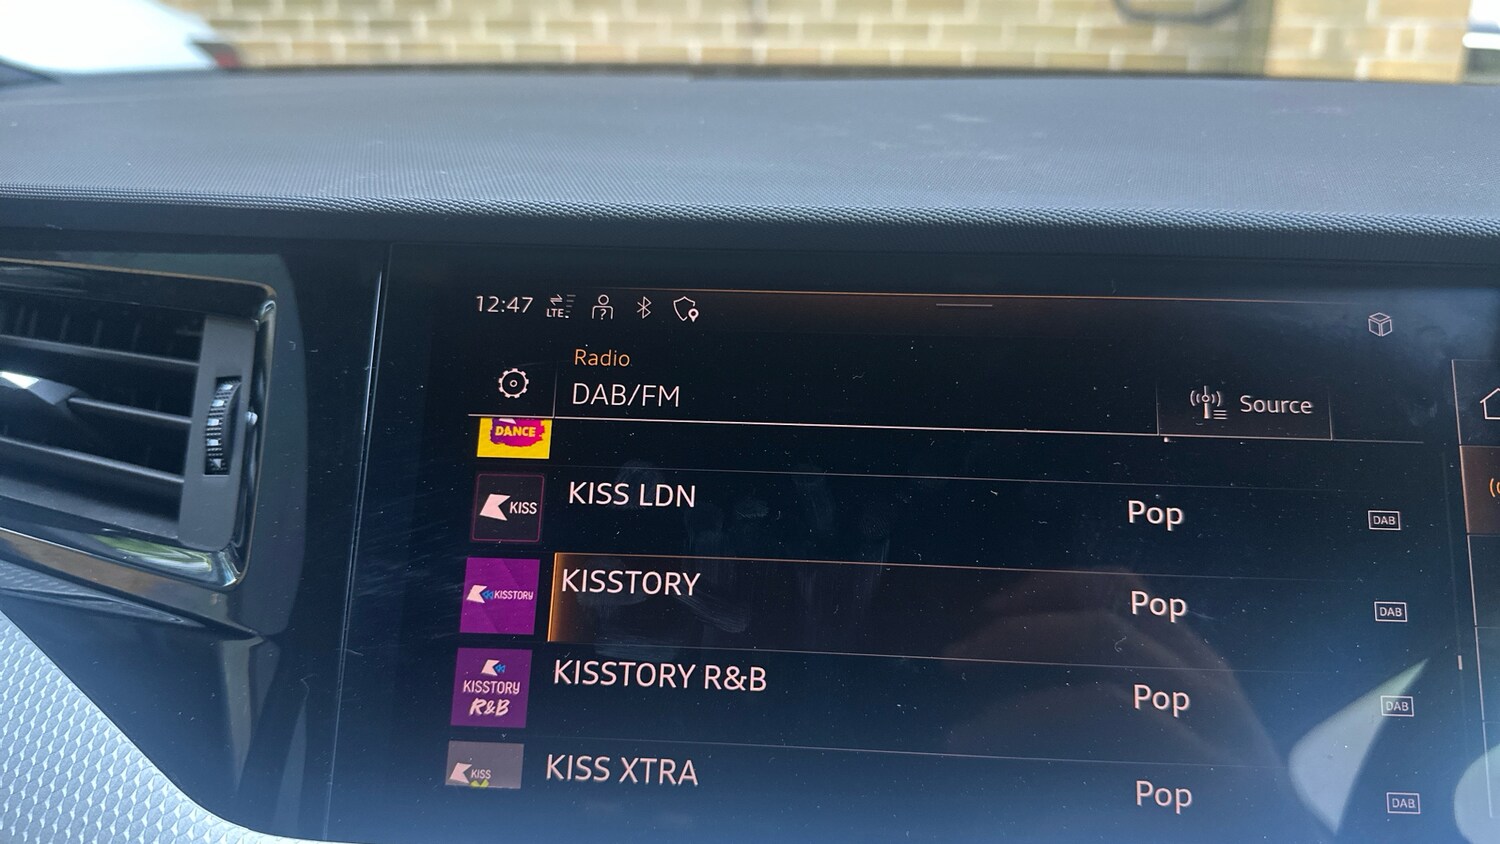 12:47 LTE
Radio
DAB/FM
Source
DANCE
KISS
KISS LDN
Pop
DAB
KISSTORY
KISSTORY
Pop
DAB
KISSTORY
R&B
KISSTORY R&B
Pop
DAB
KISS
KISS XTRA
Pop
DAB